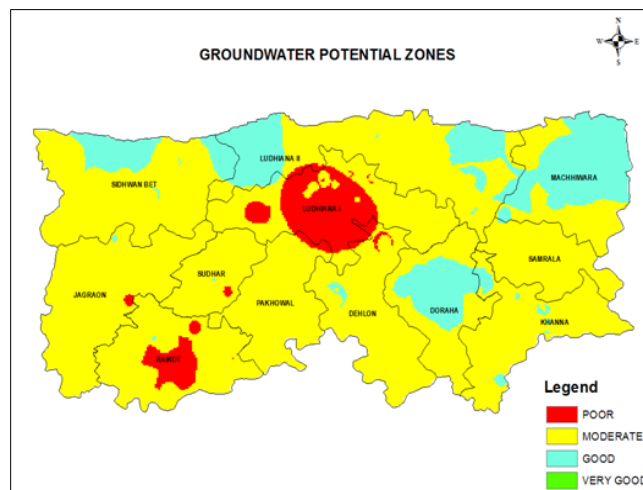 GROUNDWATER POTENTIAL ZONES
N
W E
S
LUDHIANA II
SIDHWAN BET
MACHHIWARA
LUDHIANA I
SAMRALA
SUDHAR
JAGRAON
PAKHOWAL
DEHLON
DORAHA
KHANNA
RAIKOT
Legend
POOR
MODERATE
GOOD
VERY GOOD